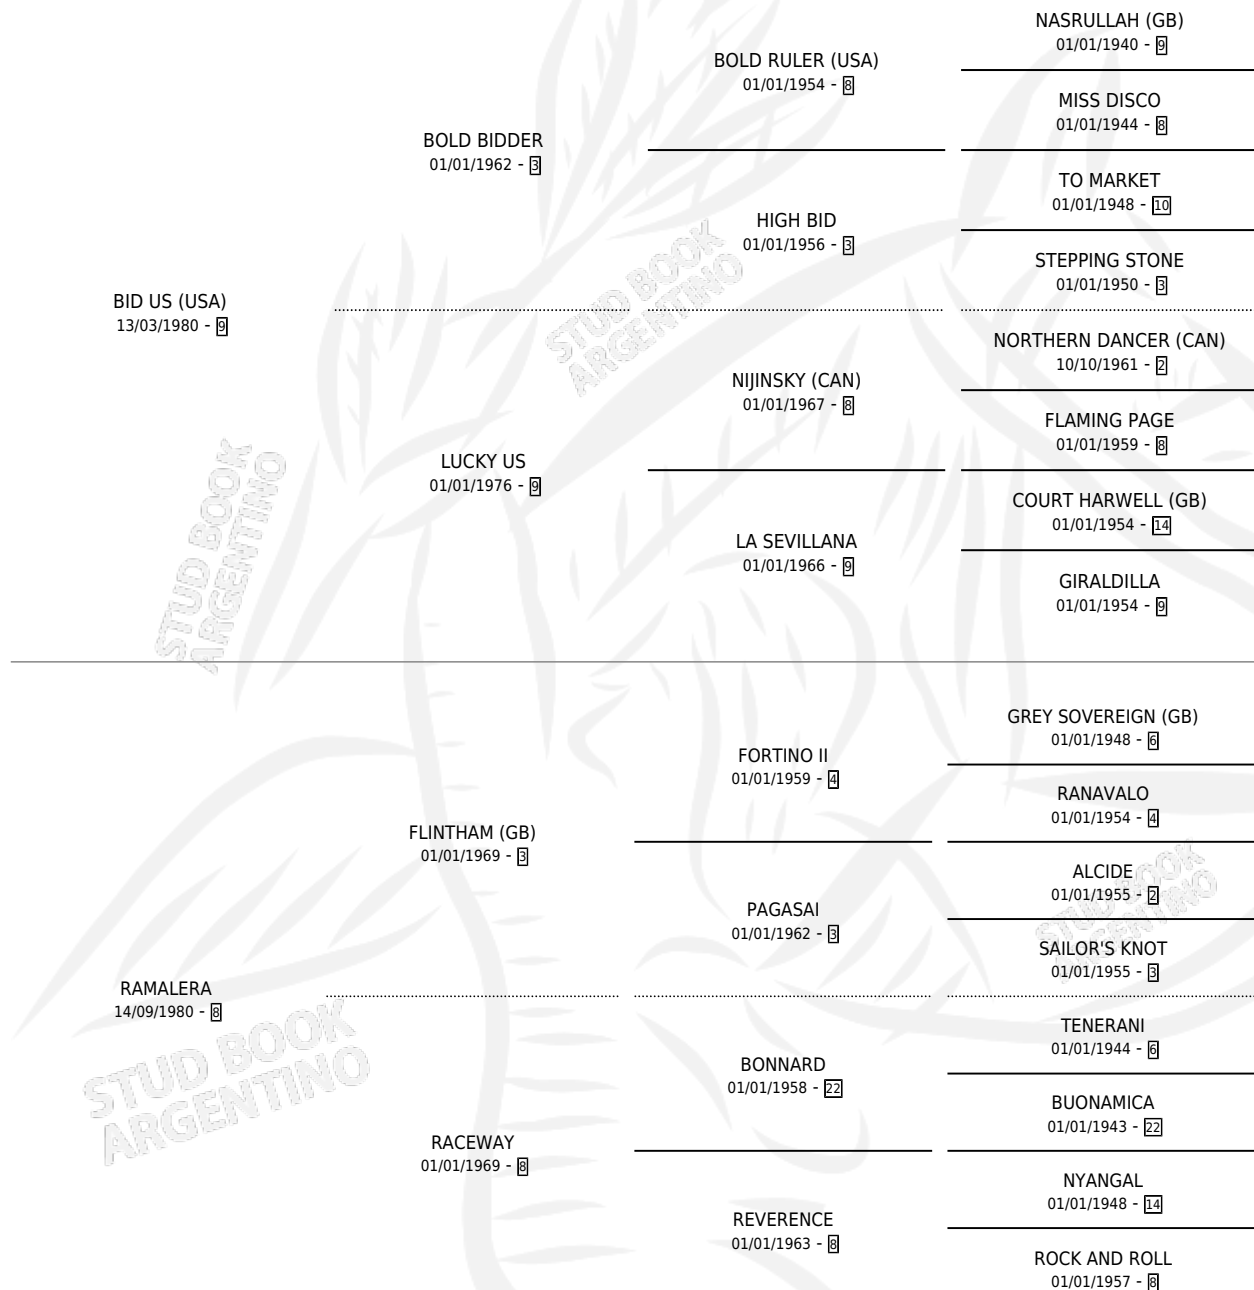 NASRULLAH (GB)
01/01/1940 - 9
BOLD RULER (USA)
01/01/1954 - 8
MISS DISCO
01/01/1944 - 8
BOLD BIDDER
01/01/1962 - 3
TO MARKET
01/01/1948 - 10
HIGH BID
01/01/1956 - 3
STEPPING STONE
01/01/1950 - 3
BID US (USA)
13/03/1980 - 9
STUD BOOK
ARGENTINO
NORTHERN DANCER (CAN)
10/10/1961 - 2
NIJINSKY (CAN)
01/01/1967 - 8
FLAMING PAGE
01/01/1959 - 8
LUCKY US
01/01/1976 - 9
COURT HARWELL (GB)
01/01/1954 - 14
LA SEVILLANA
01/01/1966 - 9
GIRALDILLA
01/01/1954 - 9
STUD BOOK
ARGENTINO
GREY SOVEREIGN (GB)
01/01/1948 - 6
FORTINO II
01/01/1959 - 4
RANAVALO
01/01/1954 - 4
FLINTHAM (GB)
01/01/1969 - 3
ALCIDE
01/01/1955 - 2
PAGASAI
01/01/1962 - 3
STUD BOOK
ARGENTINO
SAILOR'S KNOT
01/01/1955 - 3
RAMALERA
14/09/1980 - 8
TENERANI
01/01/1944 - 6
BONNARD
01/01/1958 - 22
BUONAMICA
01/01/1943 - 22
STUD BOOK
ARGENTINO
RACEWAY
01/01/1969 - 8
NYANGAL
01/01/1948 - 14
REVERENCE
01/01/1963 - 8
ROCK AND ROLL
01/01/1957 - 8